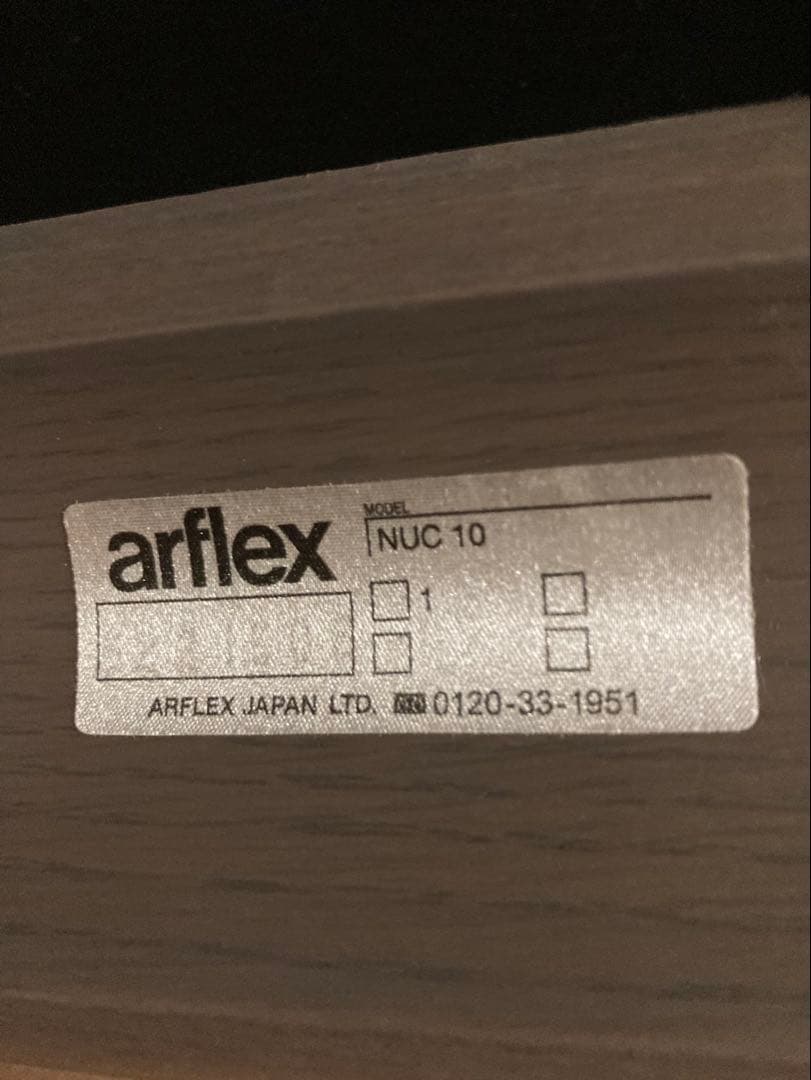 arflex
MODEL
NUC 10
1
ARFLEX JAPAN LTD. 0120-33-1951